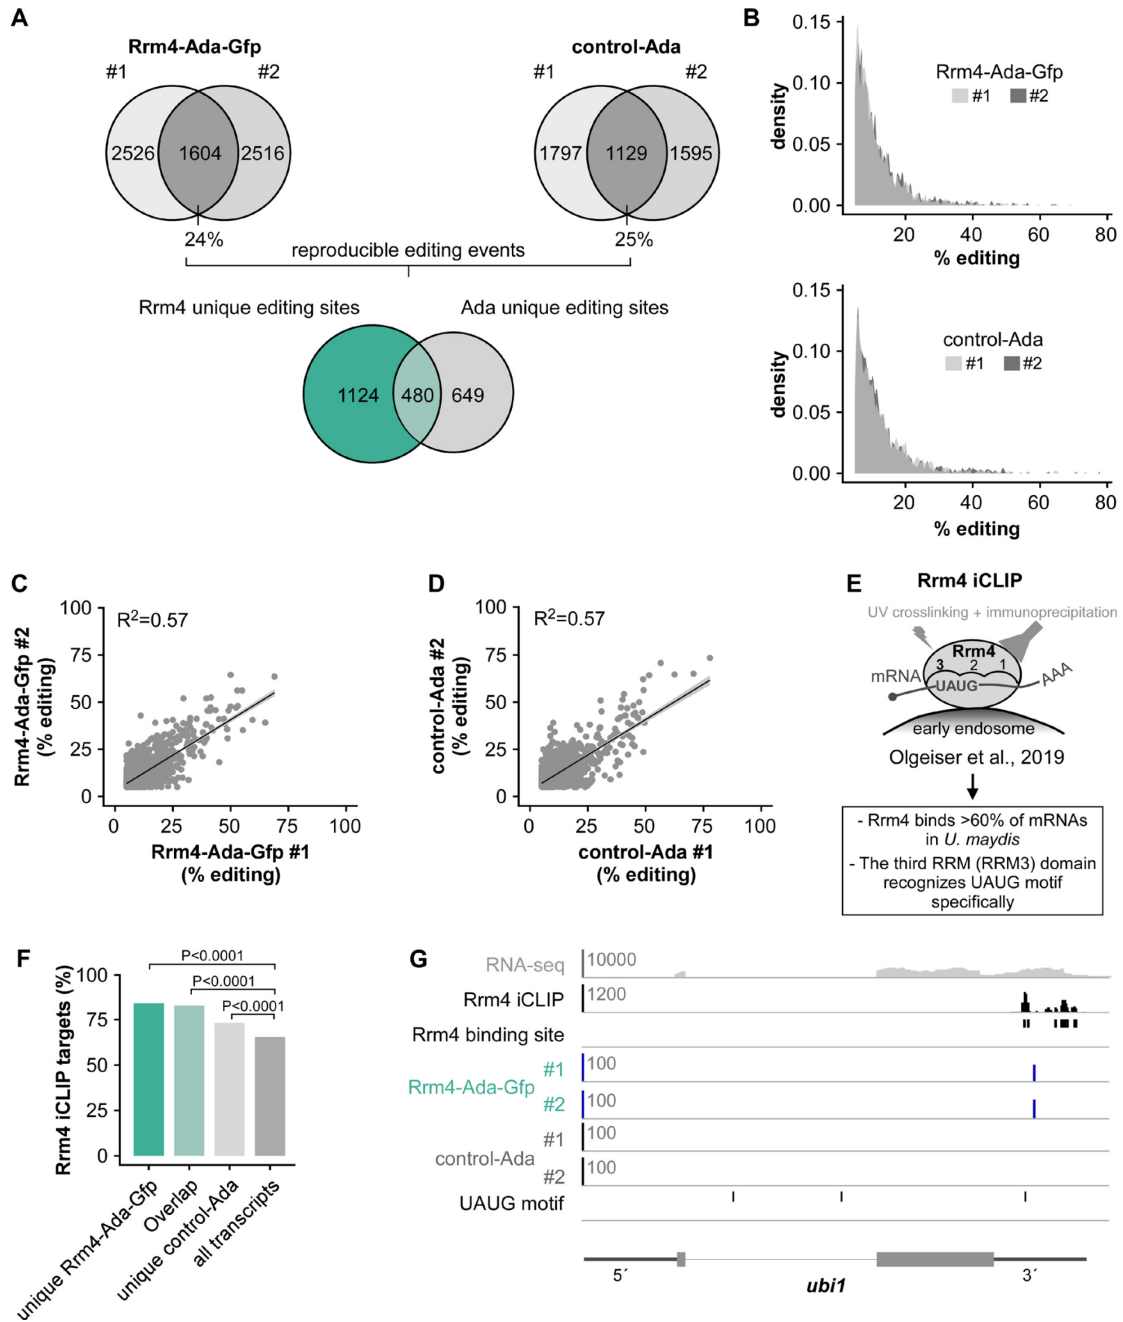 A
Rrm4-Ada-Gfp
#1
#2
2526
1604
2516
24%
control-Ada
#1
#2
1797
1129
1595
25%
reproducible editing events
Rrm4 unique editing sites
Ada unique editing sites
1124
480
649
B
0.15
0.10
0.05
0.00
density
Rrm4-Ada-Gfp
#1 #2
20 40 60 80
% editing
0.15
0.10
0.05
0.00
density
control-Ada
#1 #2
20 40 60 80
% editing
C
R2=0.57
100
75
50
25
0
Rrm4-Ada-Gfp #2
(% editing)
0 25 50 75 100
Rrm4-Ada-Gfp #1
(% editing)
D
R2=0.57
100
75
50
25
0
control-Ada #2
(% editing)
0 25 50 75 100
control-Ada #1
(% editing)
E
Rrm4 iCLIP
UV crosslinking + immunoprecipitation
Rrm4
3 2 1
mRNA
UAUG
AAA
early endosome
Olgeiser et al., 2019
- Rrm4 binds >60% of mRNAs
in U. maydis
- The third RRM (RRM3) domain
recognizes UAUG motif
specifically
F
P<0.0001
P<0.0001
P<0.0001
100
75
50
25
0
Rrm4 iCLIP targets (%)
unique Rrm4-Ada-Gfp
Overlap
unique control-Ada
all transcripts
G
RNA-seq
10000
Rrm4 iCLIP
1200
Rrm4 binding site
Rrm4-Ada-Gfp
#1
100
#2
100
control-Ada
#1
100
#2
100
UAUG motif
5´
ubi1
3´